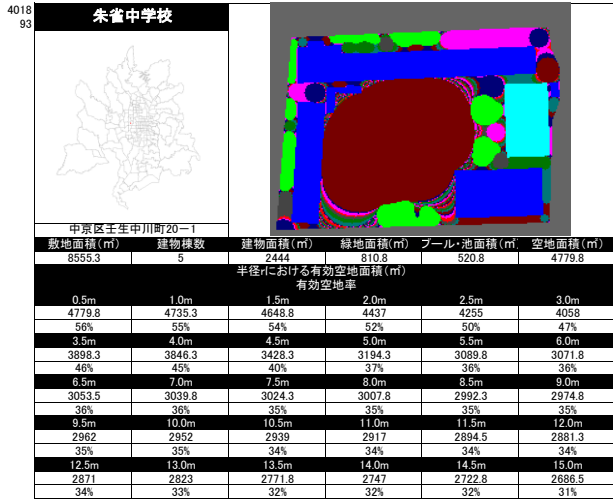 4018
93
朱雀中学校
中京区壬生中川町20－1
敷地面積(㎡) 建物棟数 建物面積(㎡) 緑地面積(㎡) プール・池面積(㎡) 空地面積(㎡)
8555.3 5 2444 810.8 520.8 4779.8
半径rにおける有効空地面積(㎡)
有効空地率
0.5m 1.0m 1.5m 2.0m 2.5m 3.0m
4779.8 4735.3 4648.8 4437 4255 4058
56% 55% 54% 52% 50% 47%
3.5m 4.0m 4.5m 5.0m 5.5m 6.0m
3898.3 3846.3 3428.3 3194.3 3089.8 3071.8
46% 45% 40% 37% 36% 36%
6.5m 7.0m 7.5m 8.0m 8.5m 9.0m
3053.5 3039.8 3024.3 3007.8 2992.3 2974.8
36% 36% 35% 35% 35% 35%
9.5m 10.0m 10.5m 11.0m 11.5m 12.0m
2962 2952 2939 2917 2894.5 2881.3
35% 35% 34% 34% 34% 34%
12.5m 13.0m 13.5m 14.0m 14.5m 15.0m
2871 2823 2771.8 2747 2722.8 2686.5
34% 33% 32% 32% 32% 31%